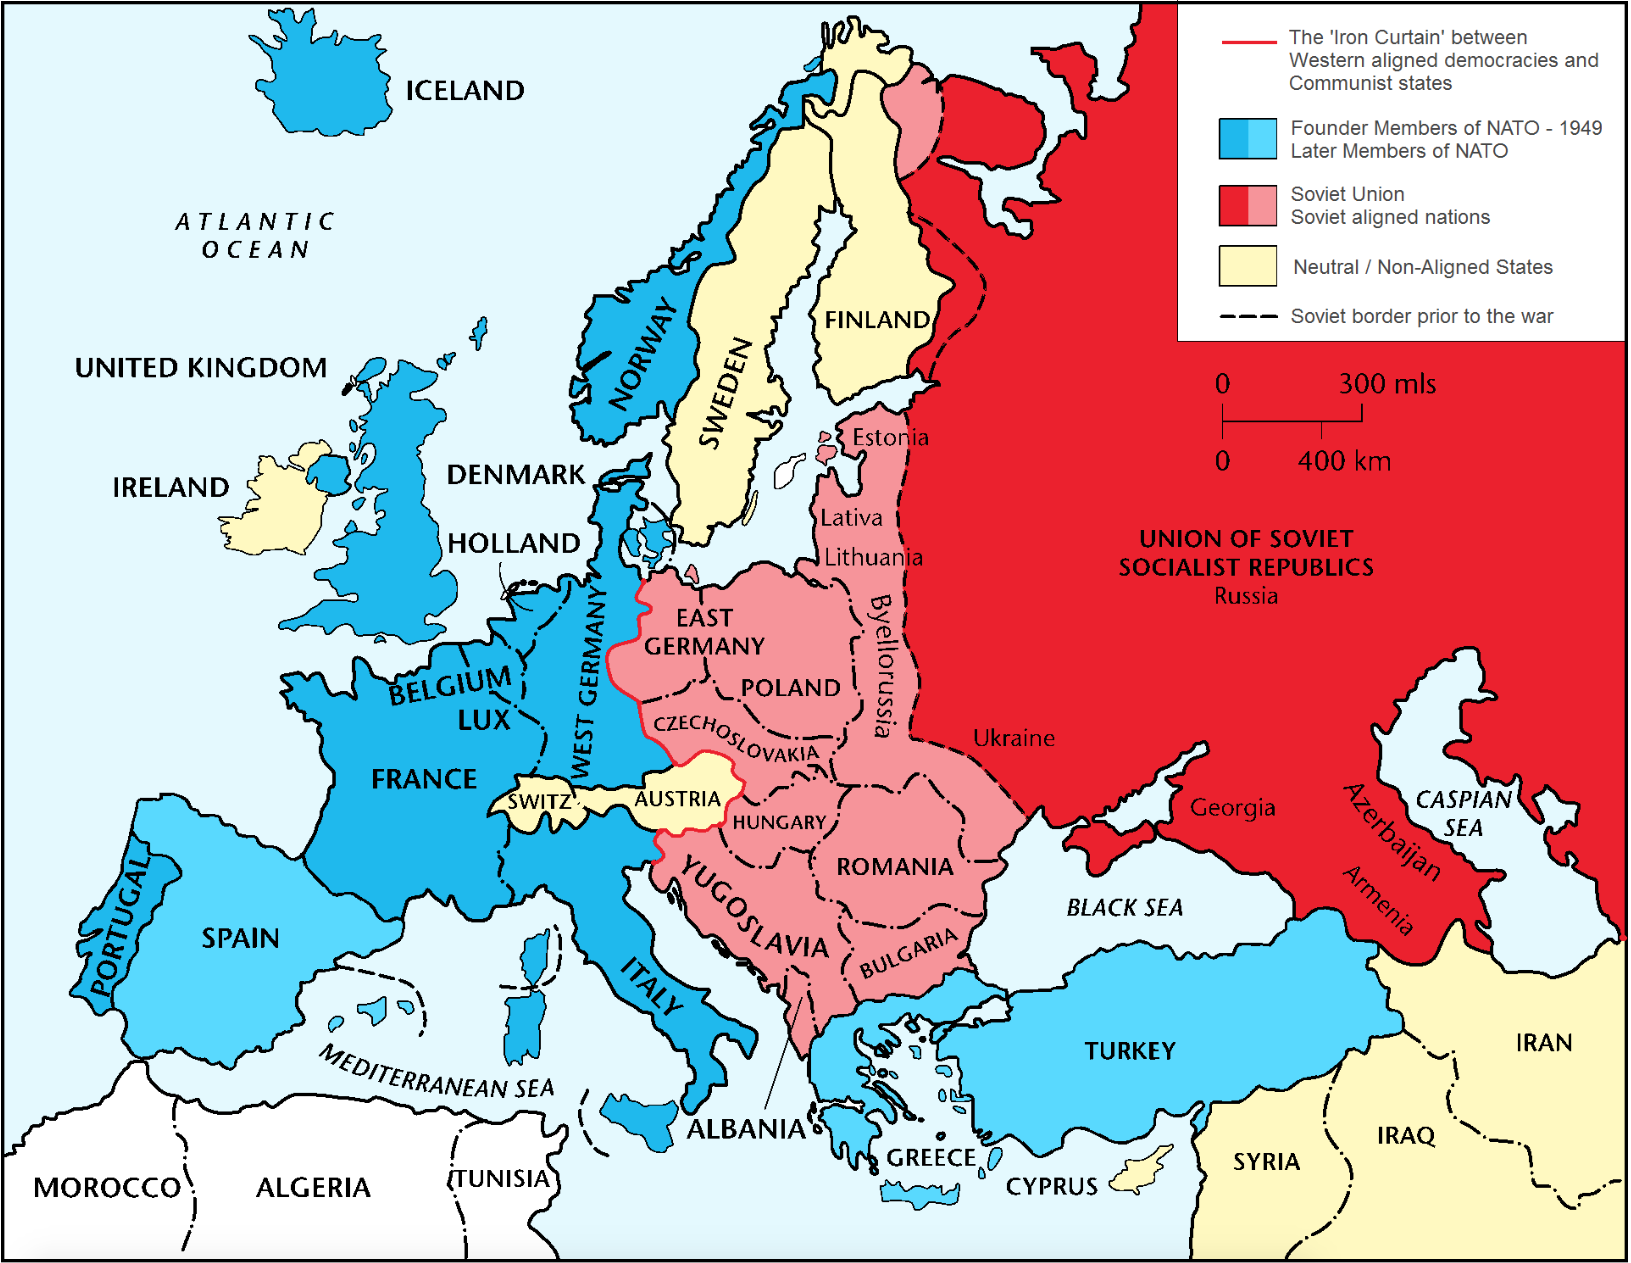 The 'Iron Curtain' between
Western aligned democracies and
Communist states
Founder Members of NATO - 1949
Later Members of NATO
Soviet Union
Soviet aligned nations
Neutral / Non-Aligned States
Soviet border prior to the war
0 300 mls
0 400 km
ICELAND
ATLANTIC
OCEAN
UNITED KINGDOM
IRELAND
NORWAY
SWEDEN
FINLAND
DENMARK
HOLLAND
Estonia
Lativa
Lithuania
Byellorussia
UNION OF SOVIET
SOCIALIST REPUBLICS
Russia
EAST
GERMANY
WEST GERMANY
POLAND
BELGIUM
LUX
CZECHOSLOVAKIA
Ukraine
FRANCE
SWITZ
AUSTRIA
HUNGARY
ROMANIA
YUGOSLAVIA
BULGARIA
Georgia
Azerbaijan
Armenia
CASPIAN
SEA
BLACK SEA
PORTUGAL
SPAIN
ITALY
MEDITERRANEAN SEA
ALBANIA
GREECE
TURKEY
CYPRUS
SYRIA
IRAQ
IRAN
MOROCCO
ALGERIA
TUNISIA